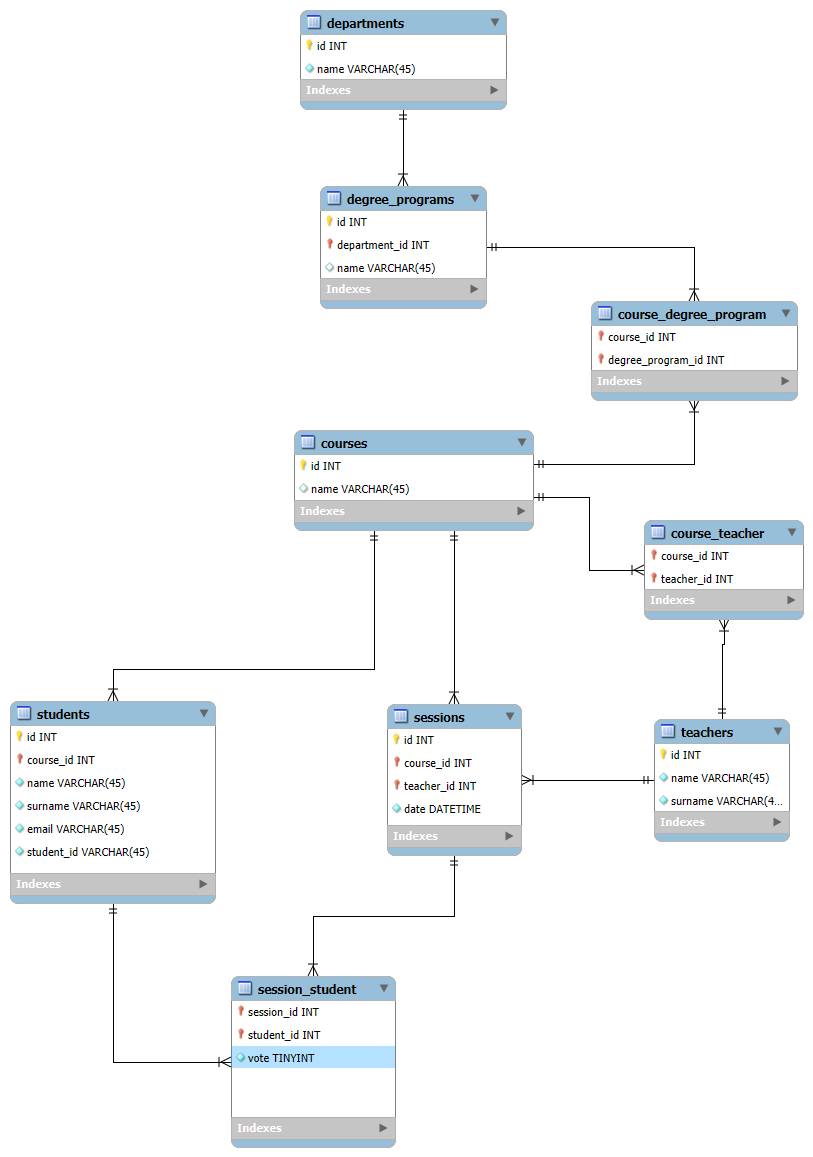 departments
id INT
name VARCHAR(45)
Indexes
degree_programs
id INT
department_id INT
name VARCHAR(45)
Indexes
course_degree_program
course_id INT
degree_program_id INT
Indexes
courses
id INT
name VARCHAR(45)
Indexes
course_teacher
course_id INT
teacher_id INT
Indexes
students
id INT
course_id INT
name VARCHAR(45)
surname VARCHAR(45)
email VARCHAR(45)
student_id VARCHAR(45)
Indexes
sessions
id INT
course_id INT
teacher_id INT
date DATETIME
Indexes
teachers
id INT
name VARCHAR(45)
surname VARCHAR(4...
Indexes
session_student
session_id INT
student_id INT
vote TINYINT
Indexes